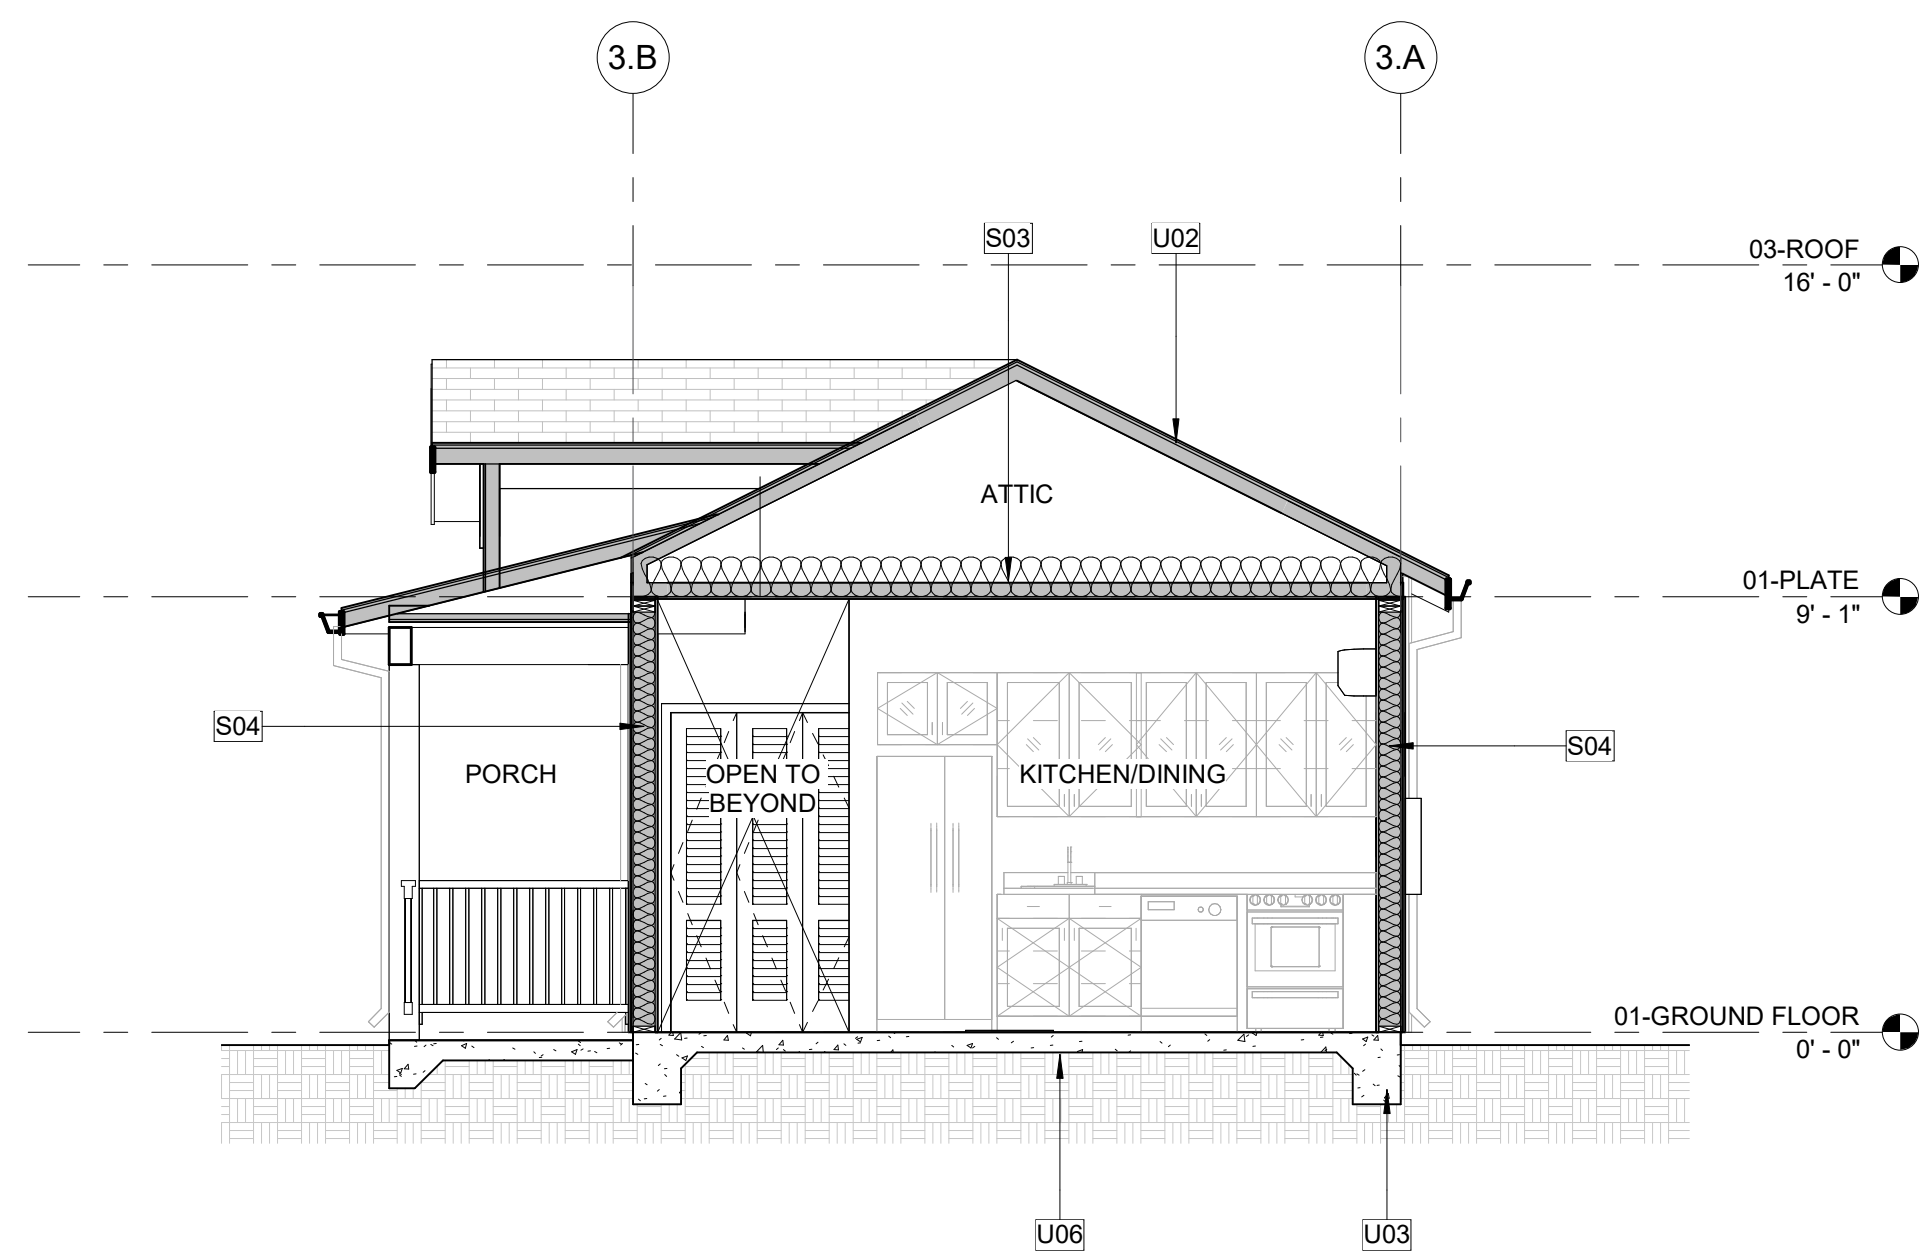 3.B
3.A
S03
U02
03-ROOF
16' - 0"
ATTIC
01-PLATE
9' - 1"
S04
S04
PORCH
OPEN TO
BEYOND
KITCHEN/DINING
01-GROUND FLOOR
0' - 0"
U06
U03